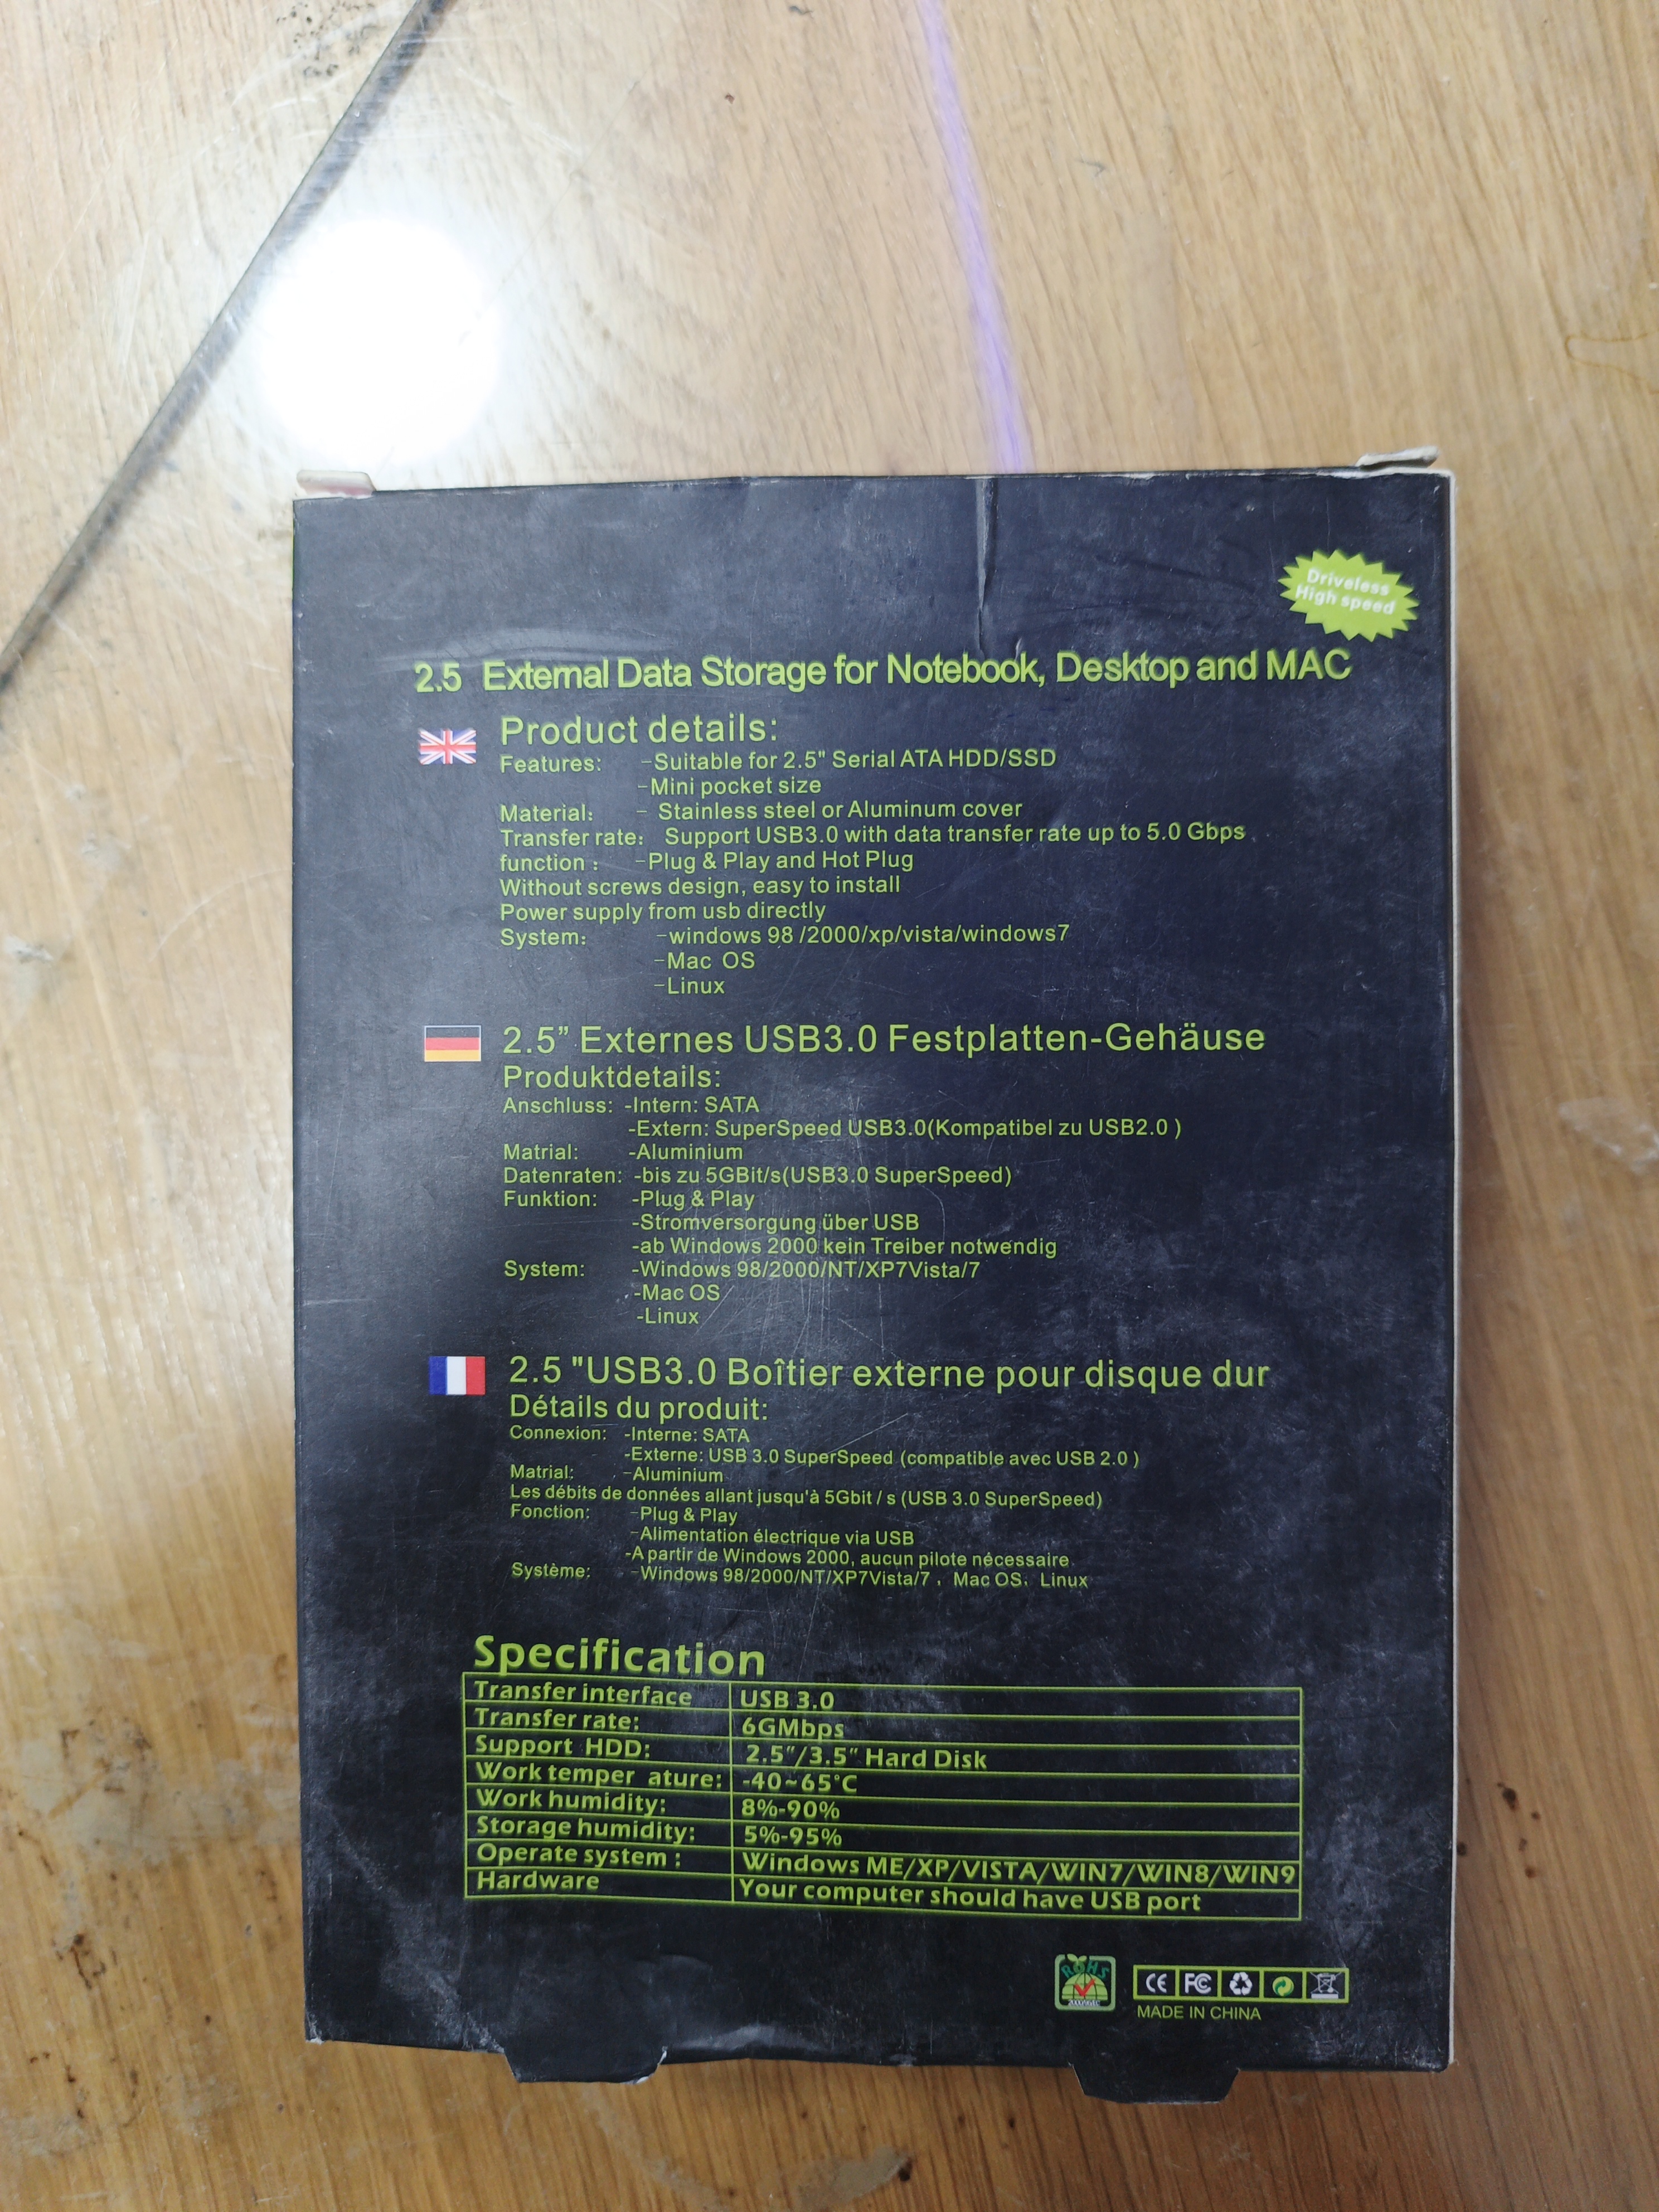 Driveless
High speed
2.5 External Data Storage for Notebook, Desktop and MAC
Product details:
Features: -Suitable for 2.5" Serial ATA HDD/SSD
-Mini pocket size
Material: - Stainless steel or Aluminum cover
Transfer rate: Support USB3.0 with data transfer rate up to 5.0 Gbps
function : -Plug & Play and Hot Plug
Without screws design, easy to install
Power supply from usb directly
System: -windows 98 /2000/xp/vista/windows7
-Mac OS
-Linux
2.5” Externes USB3.0 Festplatten-Gehäuse
Produktdetails:
Anschluss: -Intern: SATA
-Extern: SuperSpeed USB3.0(Kompatibel zu USB2.0 )
Matrial: -Aluminium
Datenraten: -bis zu 5GBit/s(USB3.0 SuperSpeed)
Funktion: -Plug & Play
-Stromversorgung über USB
-ab Windows 2000 kein Treiber notwendig
System: -Windows 98/2000/NT/XP7Vista/7
-Mac OS
-Linux
2.5 "USB3.0 Boîtier externe pour disque dur
Détails du produit:
Connexion: -Interne: SATA
-Externe: USB 3.0 SuperSpeed (compatible avec USB 2.0 )
Matrial: -Aluminium
Les débits de données allant jusqu'à 5Gbit / s (USB 3.0 SuperSpeed)
Fonction: -Plug & Play
-Alimentation électrique via USB
-A partir de Windows 2000, aucun pilote nécessaire
Système: -Windows 98/2000/NT/XP7Vista/7 , Mac OS, Linux
Specification
Transfer interface USB 3.0
Transfer rate: 6GMbps
Support HDD: 2.5"/3.5" Hard Disk
Work temper ature: -40~65°C
Work humidity: 8%-90%
Storage humidity: 5%-95%
Operate system : Windows ME/XP/VISTA/WIN7/WIN8/WIN9
Hardware Your computer should have USB port
RoHS
CE FC
MADE IN CHINA